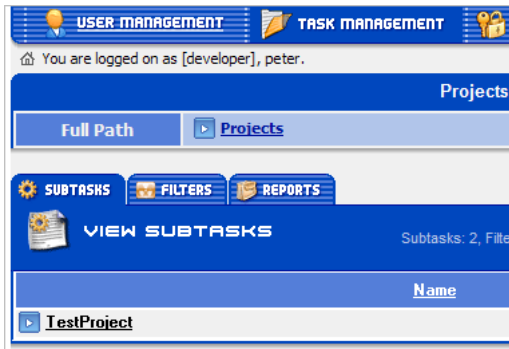 USER MANAGEMENT TASK MANAGEMENT
You are logged on as [developer], peter.
Projects
Full Path Projects
SUBTASKS FILTERS REPORTS
VIEW SUBTASKS Subtasks: 2, Filte
Name
TestProject